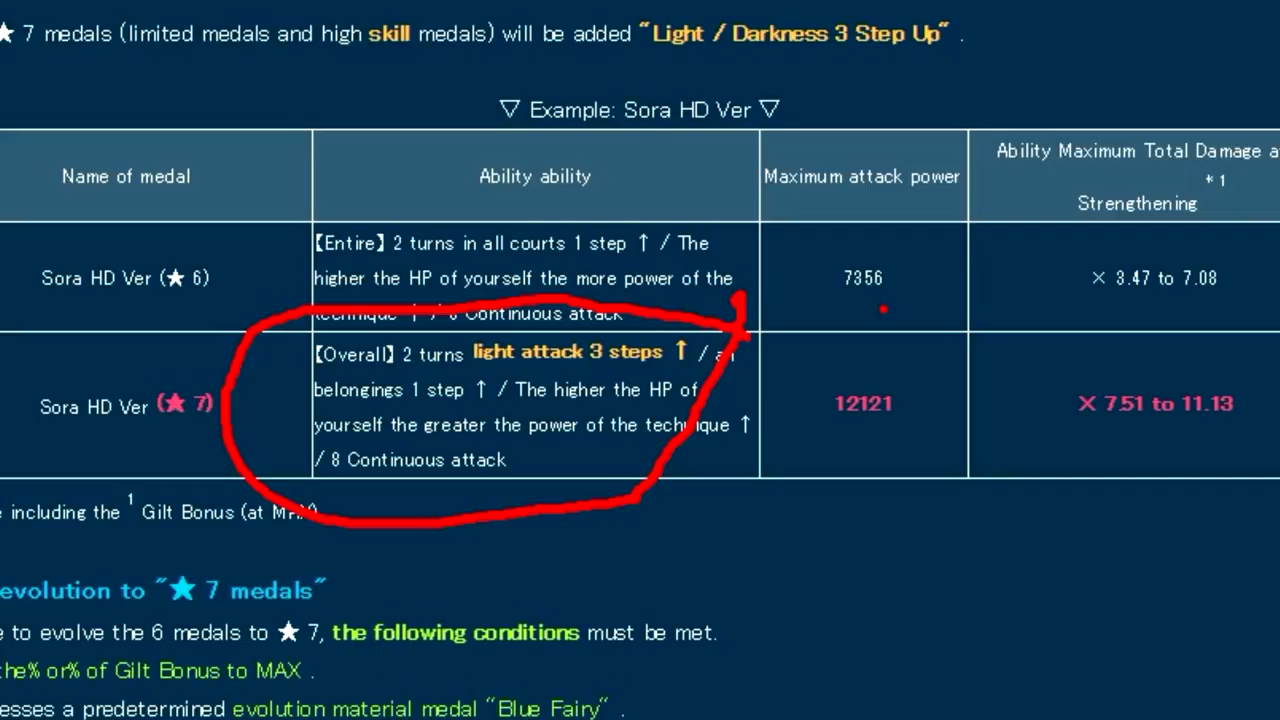 ★ 7 medals (limited medals and high skill medals) will be added "Light / Darkness 3 Step Up" .
▽ Example: Sora HD Ver ▽
Name of medal
Ability ability
Maximum attack power
Ability Maximum Total Damage
*1
Strengthening
Sora HD Ver (★ 6)
【Entire】 2 turns in all courts 1 step ↑ / The
higher the HP of yourself the more power of the
technique ↑ / 8 Continuous attack
7356
× 3.47 to 7.08
Sora HD Ver (★ 7)
【Overall】 2 turns light attack 3 steps ↑ / all
belongings 1 step ↑ / The higher the HP of
yourself the greater the power of the technique ↑
/ 8 Continuous attack
12121
× 7.51 to 11.13
including the 1 Gilt Bonus (at MAX)
evolution to "★ 7 medals"
to evolve the 6 medals to ★ 7, the following conditions must be met.
the% or% of Gilt Bonus to MAX .
esses a predetermined evolution material medal "Blue Fairy" .